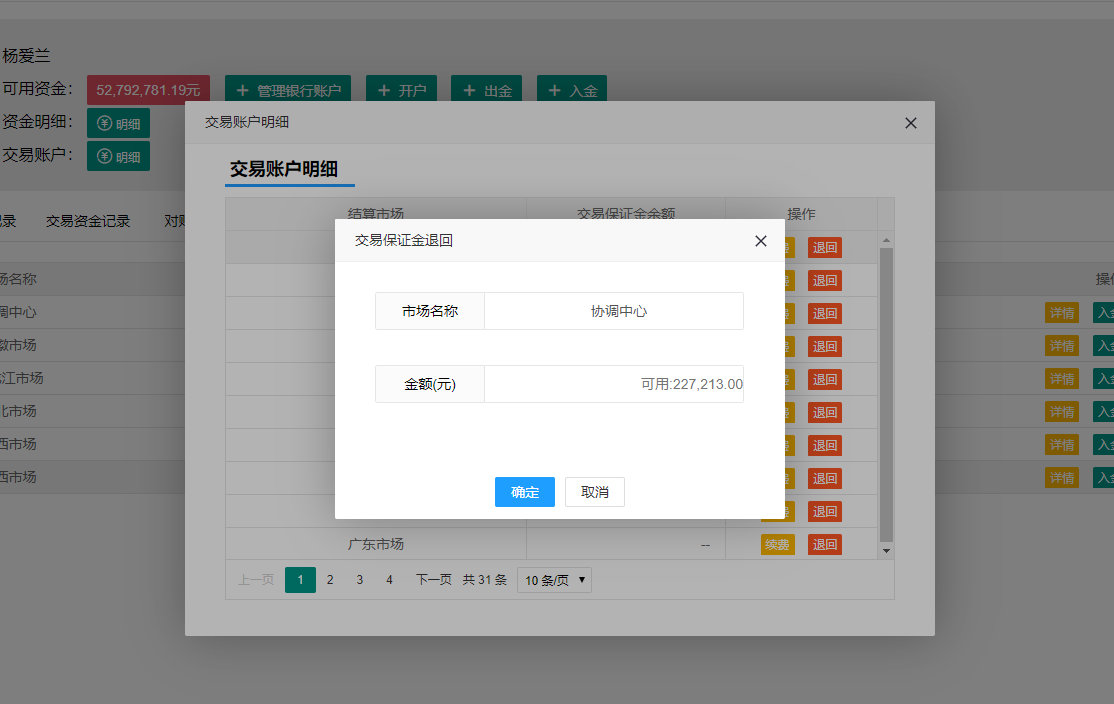 杨爱兰
可用资金： 52,792,781.19元 + 管理银行账户 + 开户 + 出金 + 入金
资金明细： 明细
交易账户： 明细
交易账户明细
交易账户明细
录 交易资金记录 对
结算市场 交易保证金余额 操作
交易保证金退回
退回
市场名称 协调中心
退回
退回
退回
金额(元) 可用:227,213.00
退回
退回
退回
退回
确定 取消
退回
广东市场 -- 续费 退回
上一页 1 2 3 4 下一页 共 31 条 10 条/页
场名称 操
调中心 详情 入
市场 详情 入
江市场 详情 入
北市场 详情 入
西市场 详情 入
西市场 详情 入